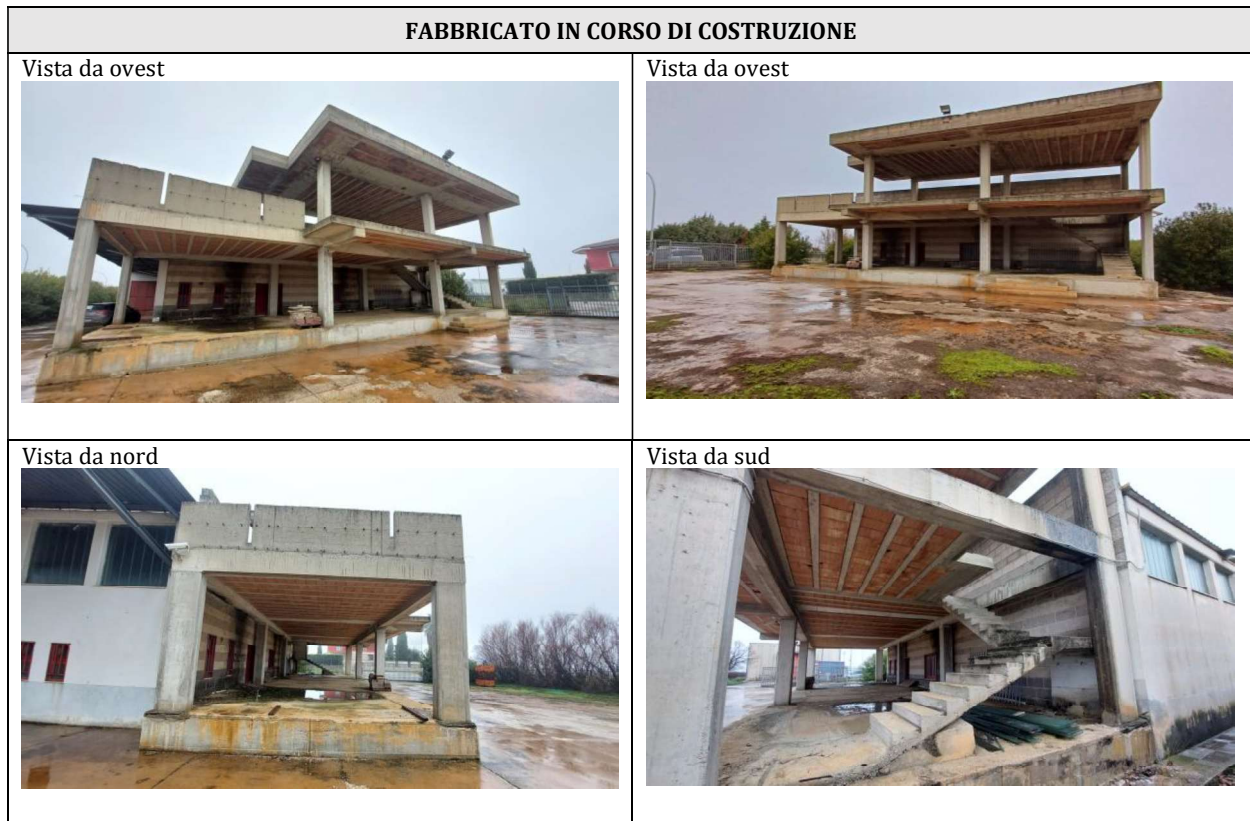 FABBRICATO IN CORSO DI COSTRUZIONE
Vista da ovest
Vista da ovest
Vista da nord
Vista da sud